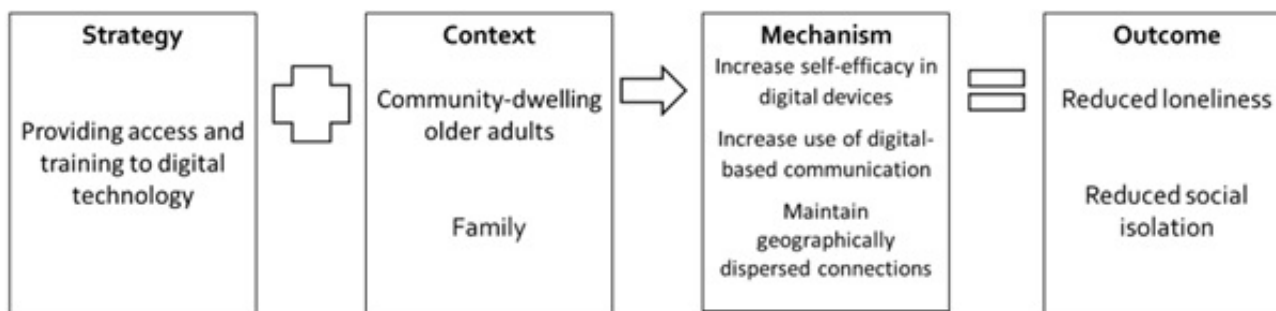 Strategy
Providing access and
training to digital
technology
Context
Community-dwelling
older adults
Family
Mechanism
Increase self-efficacy in
digital devices
Increase use of digital-
based communication
Maintain
geographically
dispersed connections
Outcome
Reduced loneliness
Reduced social
isolation